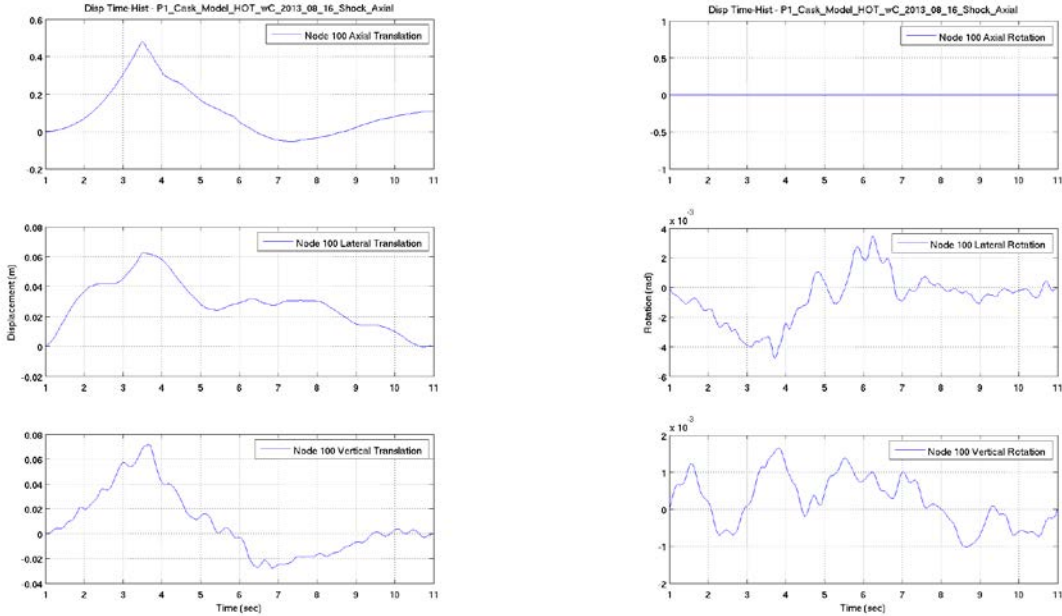 Disp Time-Hist - P1_Cask_Model_HOT_wC_2013_08_16_Shock_Axial
Node 100 Axial Translation
0.6
0.4
0.2
0
-0.2
1 2 3 4 5 6 7 8 9 10 11
Node 100 Lateral Translation
Displacement (m)
0.08
0.06
0.04
0.02
0
-0.02
1 2 3 4 5 6 7 8 9 10 11
Node 100 Vertical Translation
0.08
0.06
0.04
0.02
0
-0.02
-0.04
1 2 3 4 5 6 7 8 9 10 11
Time (sec)
Disp Time-Hist - P1_Cask_Model_HOT_wC_2013_08_16_Shock_Axial
Node 100 Axial Rotation
1
0.5
0
-0.5
-1
1 2 3 4 5 6 7 8 9 10 11
x 10^-3
Node 100 Lateral Rotation
Rotation (rad)
4
2
0
-2
-4
-6
1 2 3 4 5 6 7 8 9 10 11
x 10^-3
Node 100 Vertical Rotation
2
1
0
-1
-2
1 2 3 4 5 6 7 8 9 10 11
Time (sec)